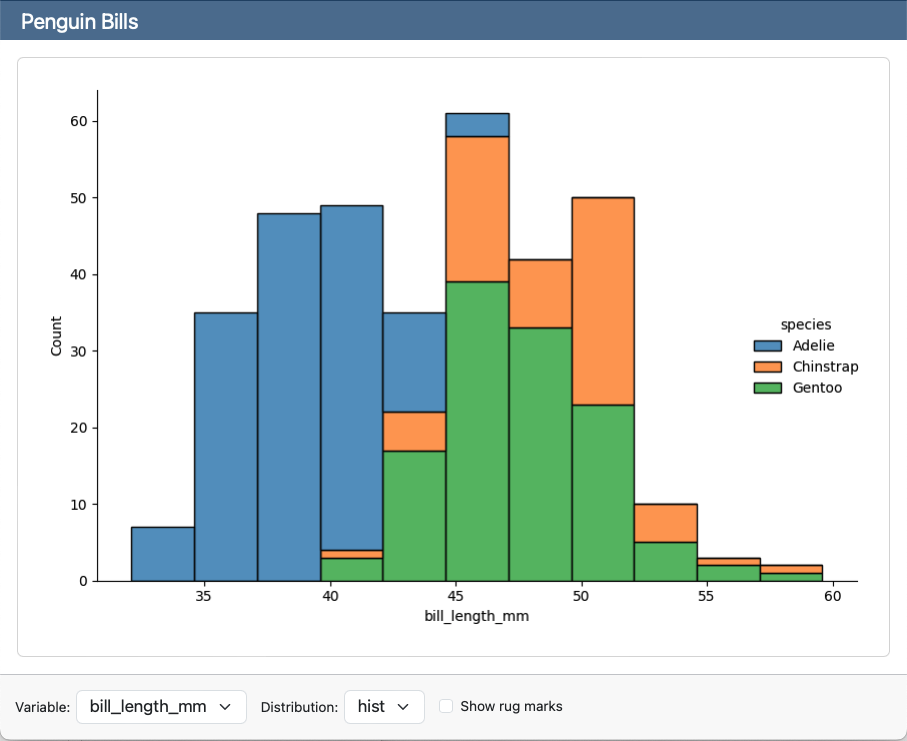 Penguin Bills
60
50
40
30
20
10
0
Count
35 40 45 50 55 60
bill_length_mm
species
Adelie
Chinstrap
Gentoo
Variable: bill_length_mm Distribution: hist Show rug marks